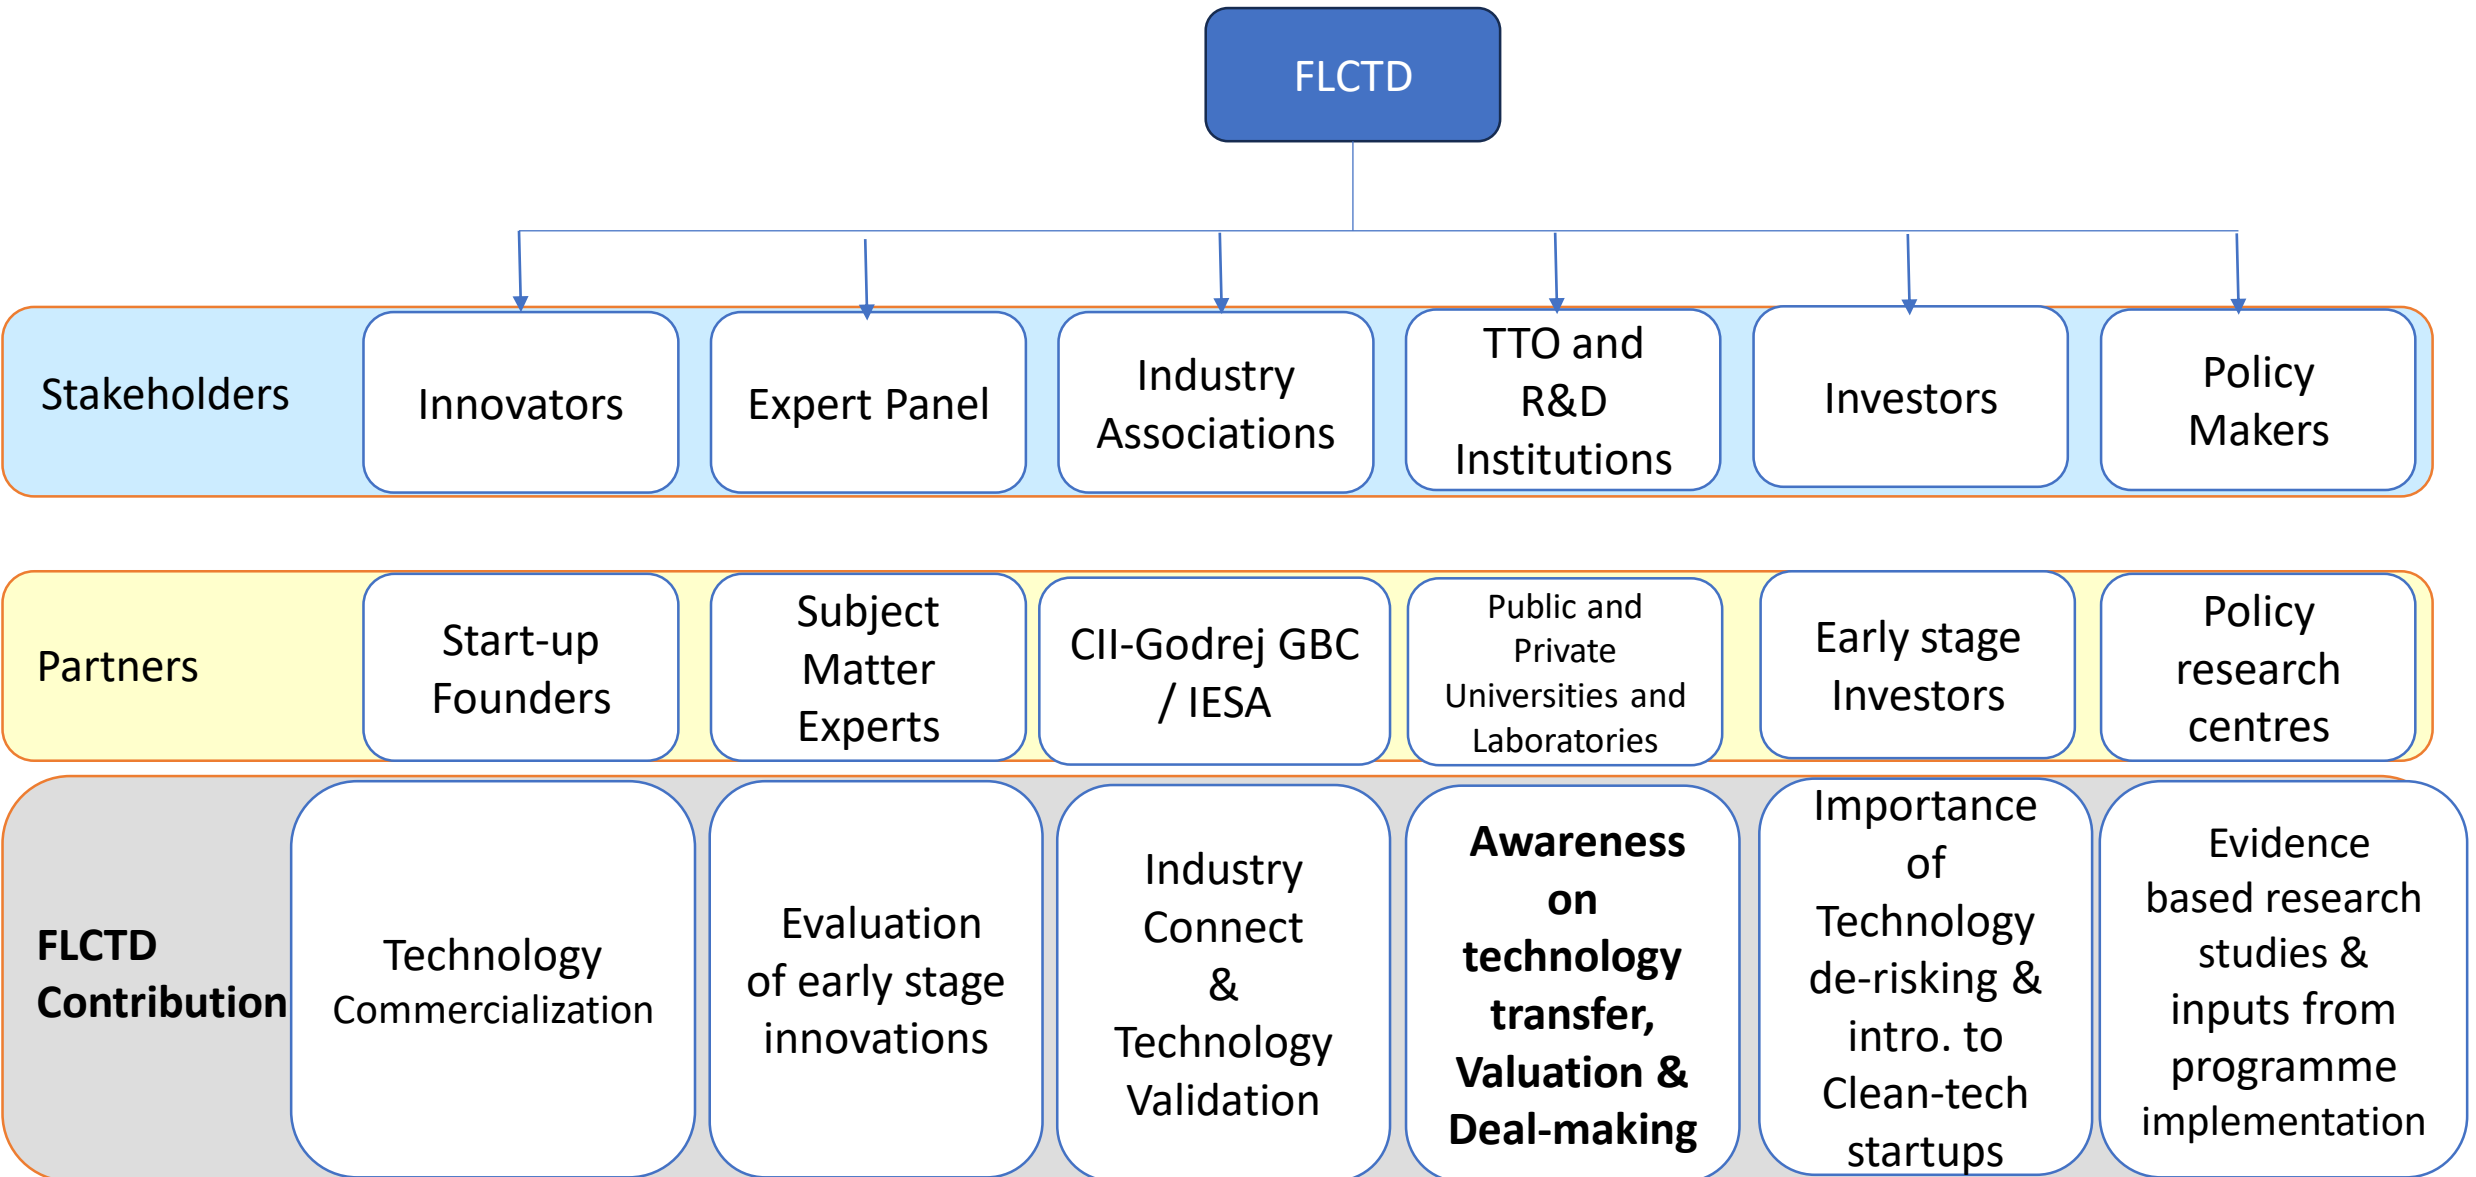 FLCTD
Stakeholders
Innovators
Expert Panel
Industry
Associations
TTO and
R&D
Institutions
Investors
Policy
Makers
Partners
Start-up
Founders
Subject
Matter
Experts
CII-Godrej GBC
/ IESA
Public and
Private
Universities and
Laboratories
Early stage
Investors
Policy
research
centres
FLCTD
Contribution
Technology
Commercialization
Evaluation
of early stage
innovations
Industry
Connect
&
Technology
Validation
Awareness
on
technology
transfer,
Valuation &
Deal-making
Importance
of
Technology
de-risking &
intro. to
Clean-tech
startups
Evidence
based research
studies &
inputs from
programme
implementation